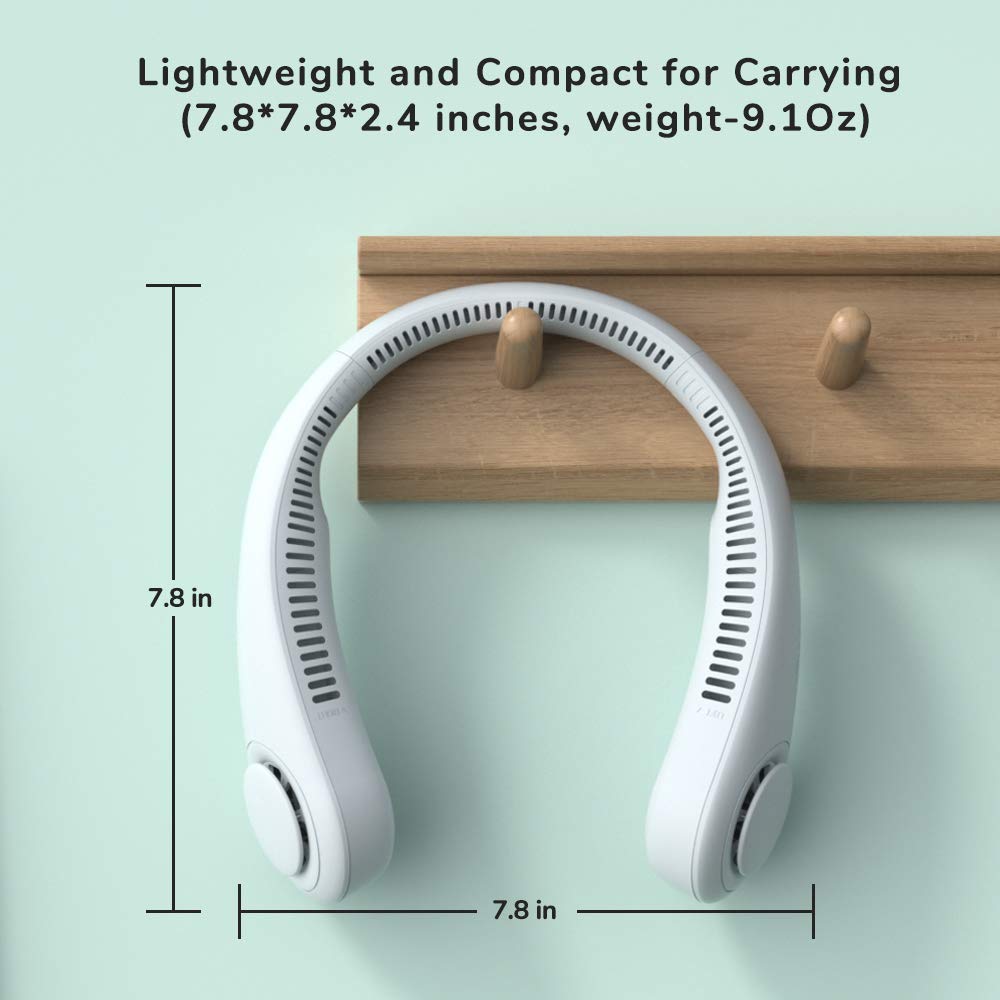 Lightweight and Compact for Carrying
(7.8*7.8*2.4 inches, weight-9.1Oz)
7.8 in
7.8 in